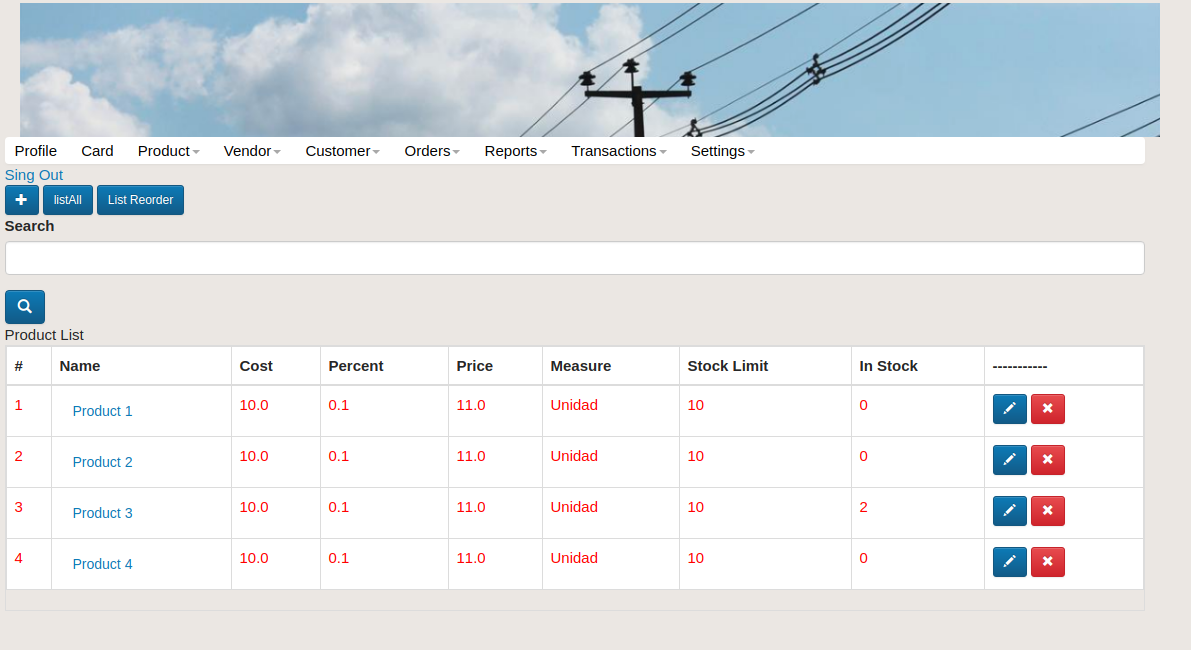 Profile Card Product Vendor Customer Orders Reports Transactions Settings
Sing Out
listAll List Reorder
Search
Product List
# Name Cost Percent Price Measure Stock Limit In Stock -----------
1 Product 1 10.0 0.1 11.0 Unidad 10 0
2 Product 2 10.0 0.1 11.0 Unidad 10 0
3 Product 3 10.0 0.1 11.0 Unidad 10 2
4 Product 4 10.0 0.1 11.0 Unidad 10 0